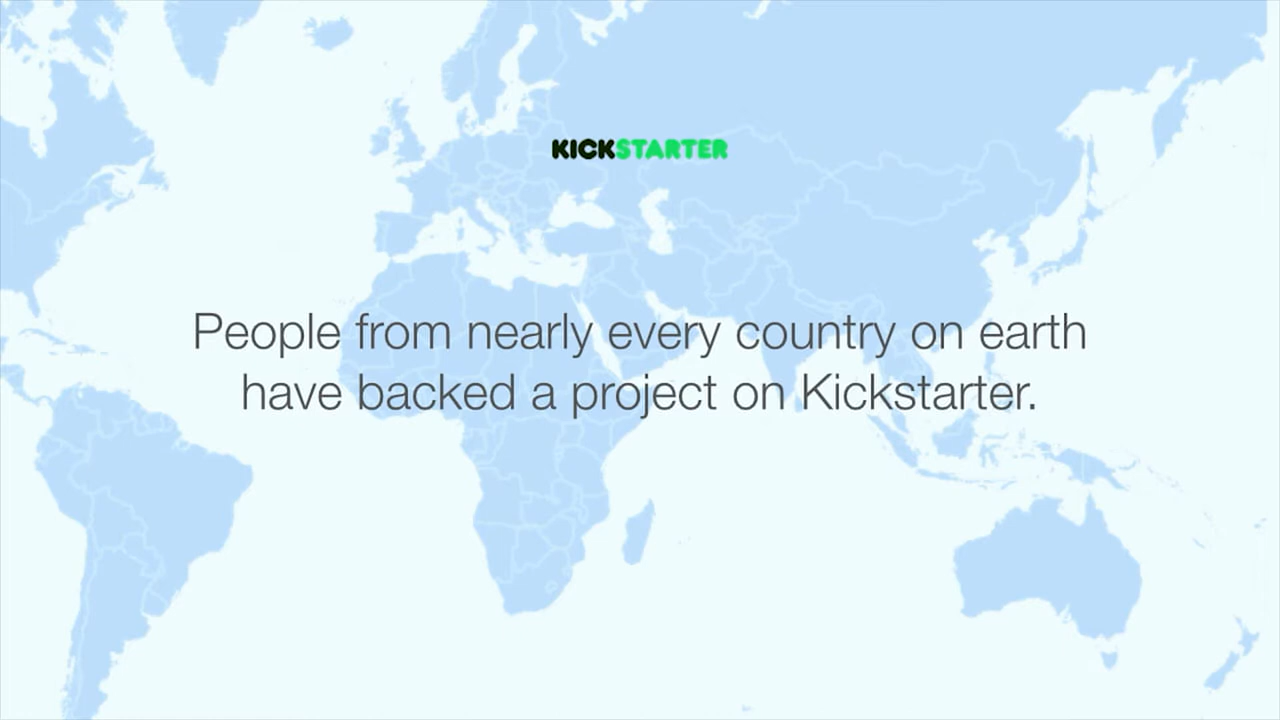 KICKSTARTER
People from nearly every country on earth
have backed a project on Kickstarter.